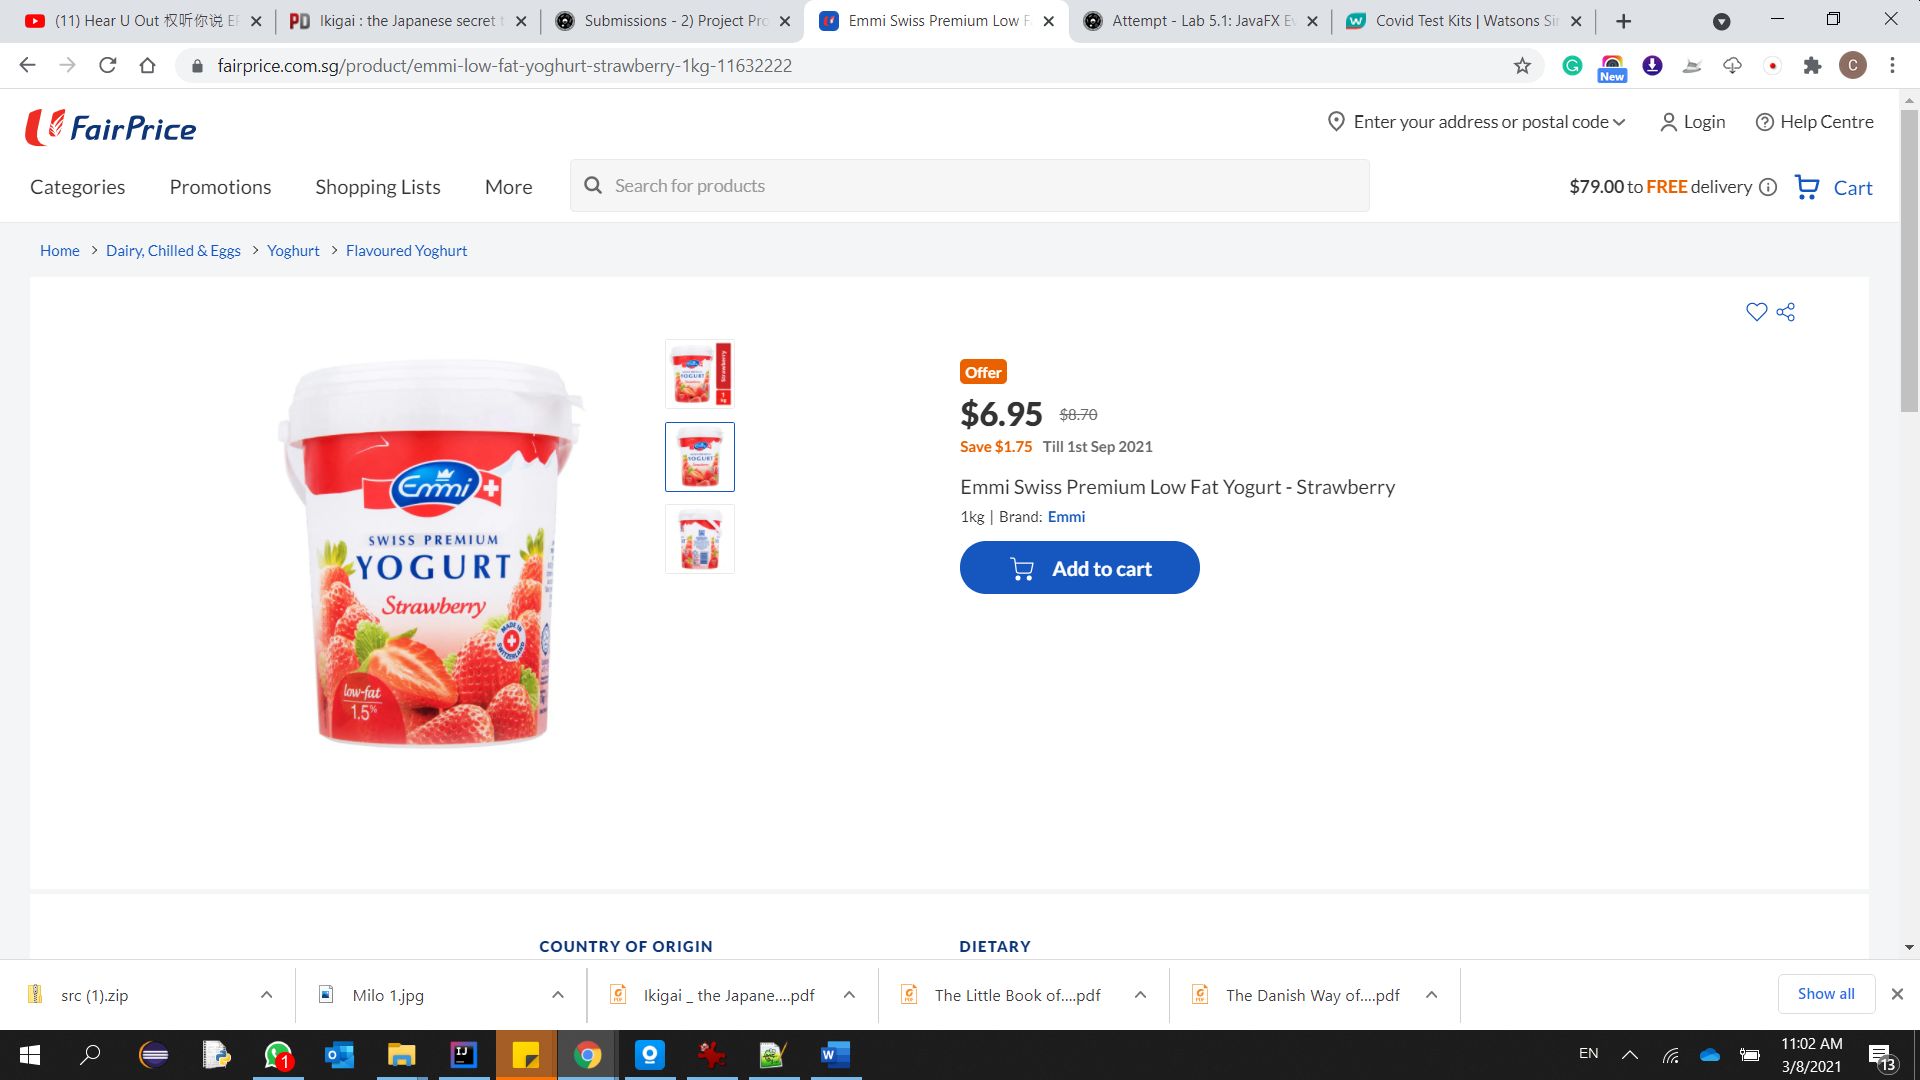 (11) Hear U Out 权听你说 EP
Ikigai : the Japanese secret t
Submissions - 2) Project Pro
Emmi Swiss Premium Low F
Attempt - Lab 5.1: JavaFX Ev
Covid Test Kits | Watsons Sin
fairprice.com.sg/product/emmi-low-fat-yoghurt-strawberry-1kg-11632222
New
C
FairPrice
Enter your address or postal code
Login
Help Centre
Categories
Promotions
Shopping Lists
More
Search for products
$79.00 to FREE delivery
Cart
Home > Dairy, Chilled & Eggs > Yoghurt > Flavoured Yoghurt
Emmi
SWISS PREMIUM
YOGURT
Strawberry
MADE IN
SWITZERLAND
low-fat
1.5%
Strawberry
1
kg
Offer
$6.95 $8.70
Save $1.75 Till 1st Sep 2021
Emmi Swiss Premium Low Fat Yogurt - Strawberry
1kg | Brand: Emmi
Add to cart
COUNTRY OF ORIGIN
DIETARY
src (1).zip
Milo 1.jpg
Ikigai _ the Japane....pdf
The Little Book of....pdf
The Danish Way of....pdf
Show all
1
EN
11:02 AM
3/8/2021
13